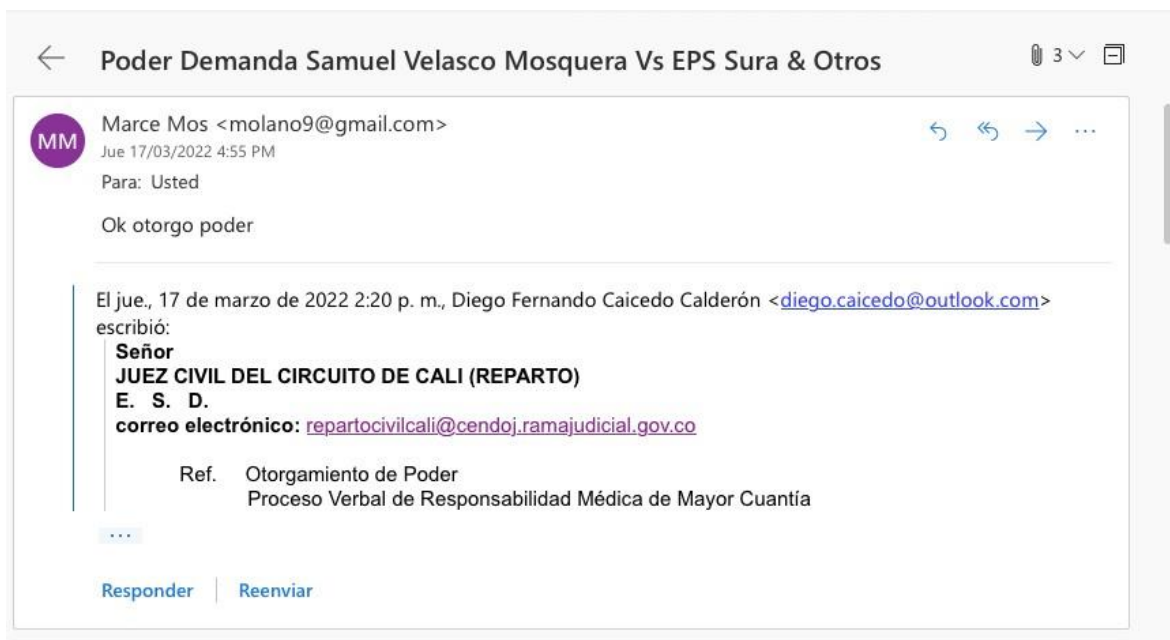 Poder Demanda Samuel Velasco Mosquera Vs EPS Sura & Otros
3
MM
Marce Mos <molano9@gmail.com>
Jue 17/03/2022 4:55 PM
Para: Usted
Ok otorgo poder
El jue., 17 de marzo de 2022 2:20 p. m., Diego Fernando Caicedo Calderón <diego.caicedo@outlook.com>
escribió:
Señor
JUEZ CIVIL DEL CIRCUITO DE CALI (REPARTO)
E. S. D.
correo electrónico: repartocivilcali@cendoj.ramajudicial.gov.co
Ref. Otorgamiento de Poder
Proceso Verbal de Responsabilidad Médica de Mayor Cuantía
...
Responder
Reenviar